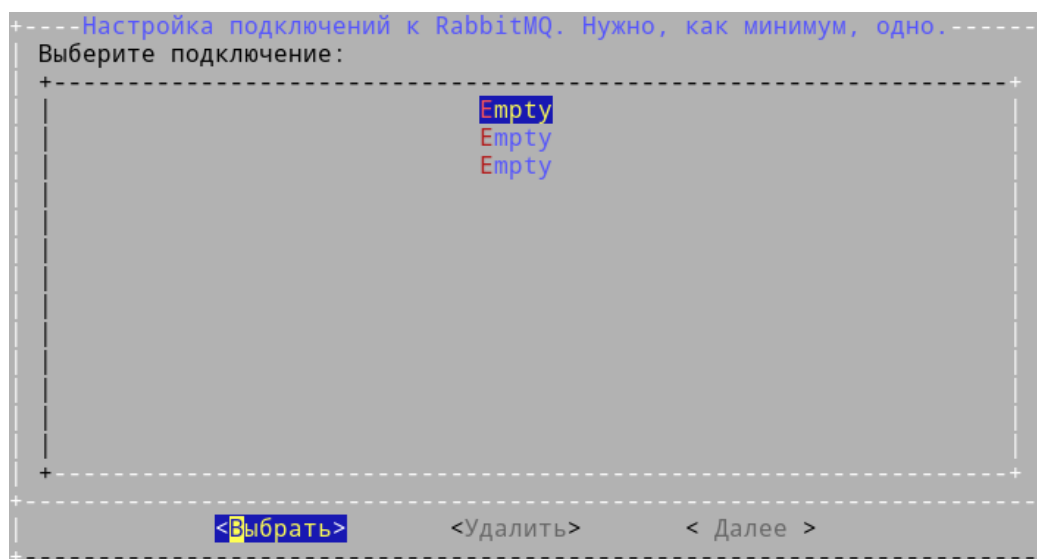 Настройка подключений к RabbitMQ. Нужно, как минимум, одно.
Выберите подключение:
Empty
Empty
Empty
<Выбрать> <Удалить> < Далее >